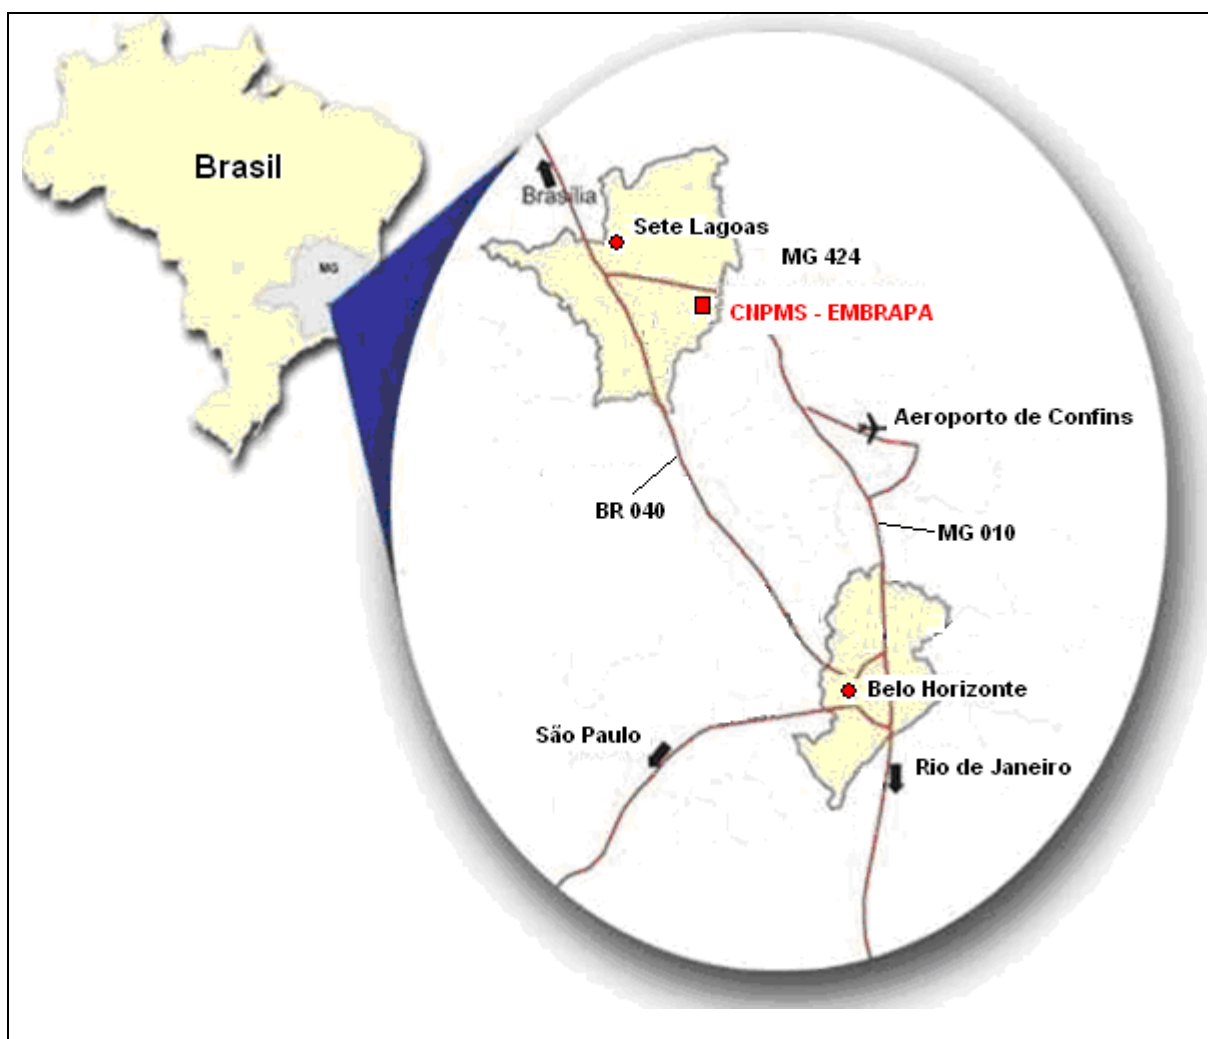 Brasil
MG
Brasília
Sete Lagoas
MG 424
CNPMS - EMBRAPA
Aeroporto de Confins
BR 040
MG 010
Belo Horizonte
São Paulo
Rio de Janeiro